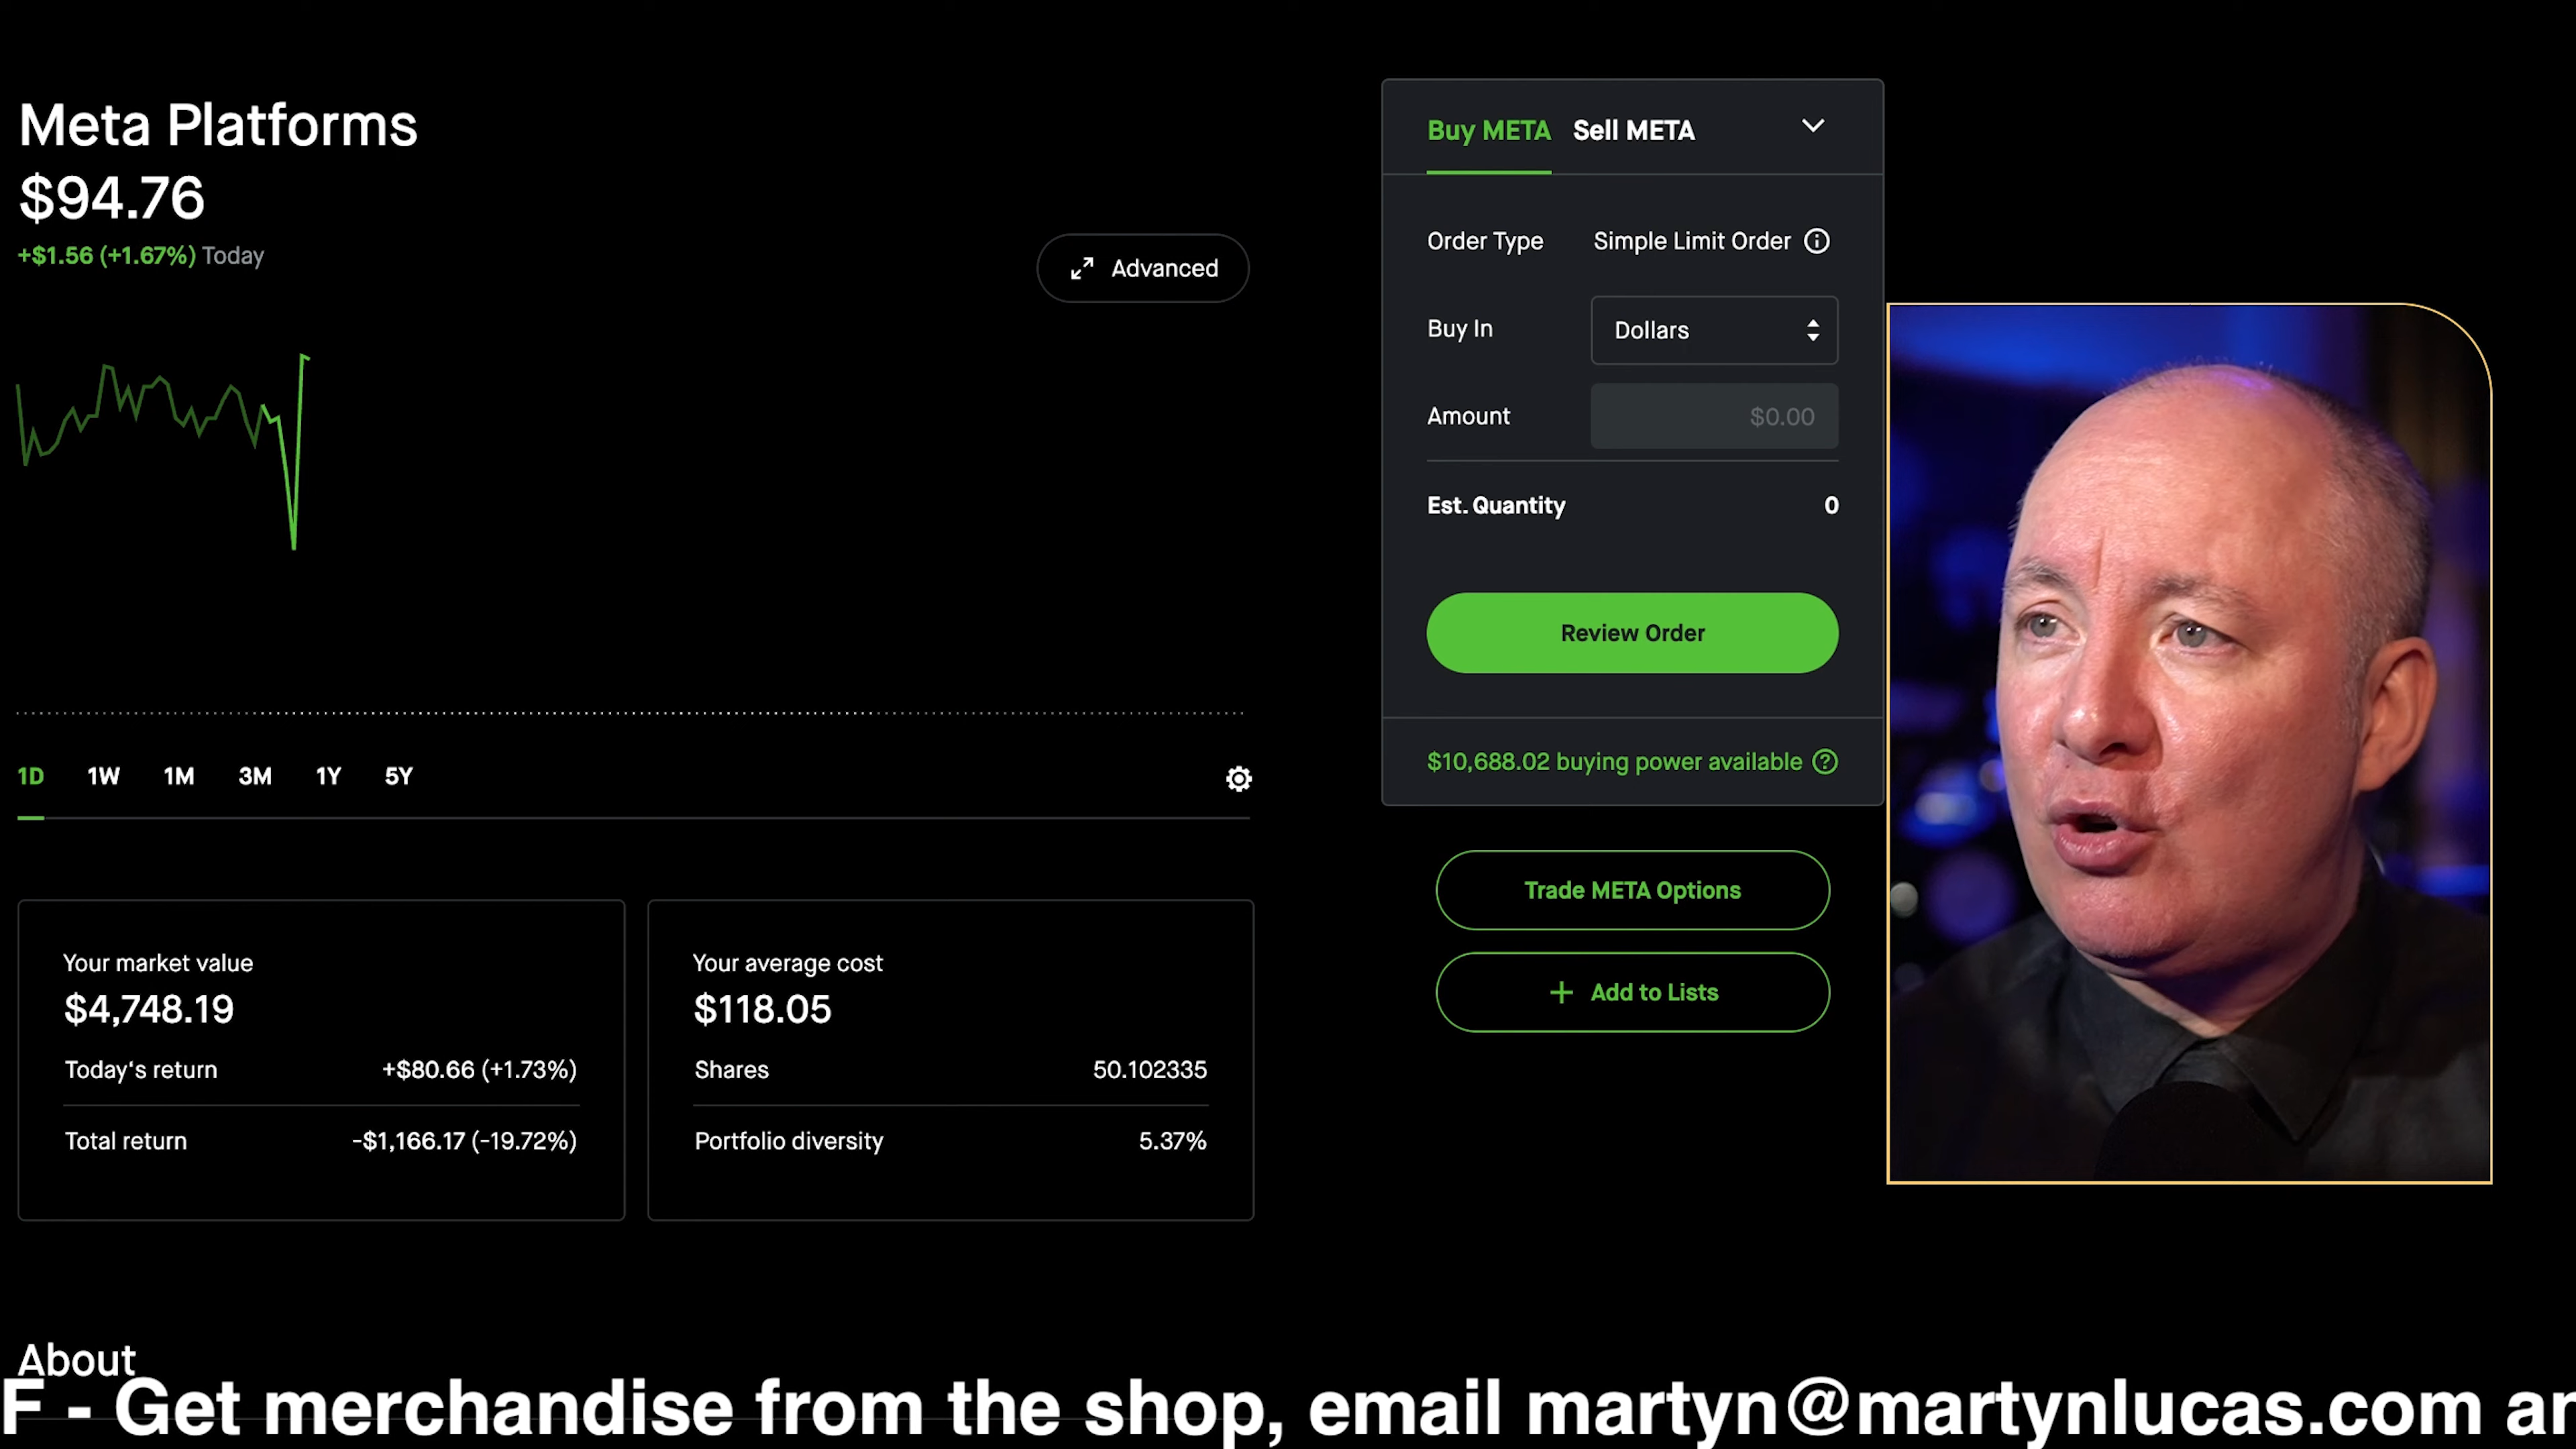 Meta Platforms
$94.76
+$1.56 (+1.67%) Today
Advanced
1D 1W 1M 3M 1Y 5Y
Your market value
$4,748.19
Today's return +$80.66 (+1.73%)
Total return -$1,166.17 (-19.72%)
Your average cost
$118.05
Shares 50.102335
Portfolio diversity 5.37%
Buy META Sell META
Order Type Simple Limit Order
Buy In Dollars
Amount $0.00
Est. Quantity 0
Review Order
$10,688.02 buying power available
Trade META Options
+ Add to Lists
About
F - Get merchandise from the shop, email martyn@martynlucas.com